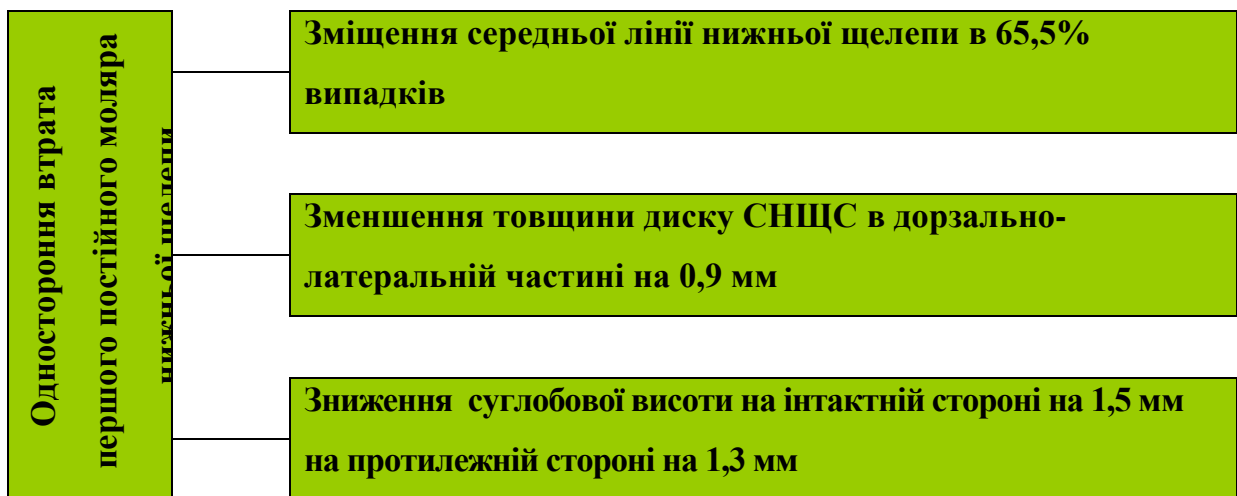 Одностороння втрата
першого постійного моляра
нижньої щелепи
Зміщення середньої лінії нижньої щелепи в 65,5%
випадків
Зменшення товщини диску СНЩС в дорзально-
латеральній частині на 0,9 мм
Зниження суглобової висоти на інтактній стороні на 1,5 мм
на протилежній стороні на 1,3 мм